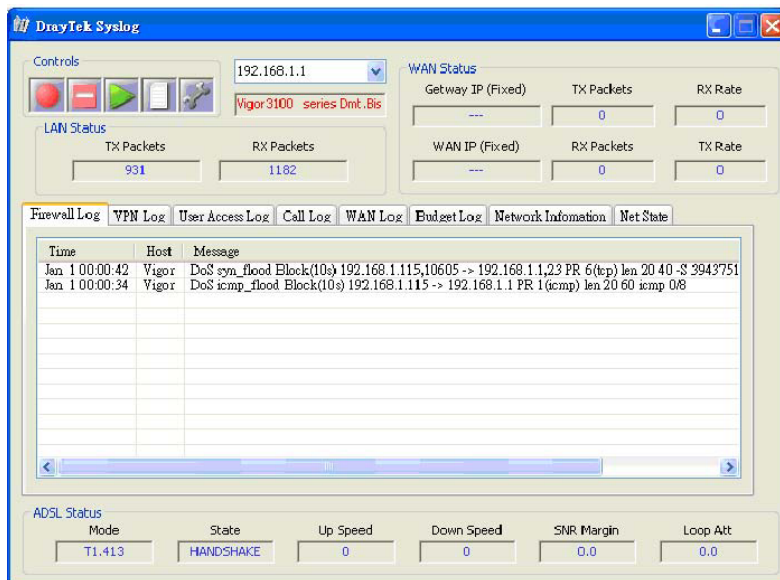 DrayTek Syslog
Controls
192.168.1.1
Vigor3100 series Dmt.Bis
LAN Status
TX Packets RX Packets
931 1182
WAN Status
Getway IP (Fixed) TX Packets RX Rate
--- 0 0
WAN IP (Fixed) RX Packets TX Rate
--- 0 0
Firewall Log VPN Log User Access Log Call Log WAN Log Budget Log Network Infomation Net State
Time Host Message
Jan 1 00:00:42 Vigor DoS syn_flood Block(10s) 192.168.1.115,10605 -> 192.168.1.1,23 PR 6(tcp) len 20 40 -S 3943751
Jan 1 00:00:34 Vigor DoS icmp_flood Block(10s) 192.168.1.115 -> 192.168.1.1 PR 1(icmp) len 20 60 icmp 0/8
ADSL Status
Mode State Up Speed Down Speed SNR Margin Loop Att
T1.413 HANDSHAKE 0 0 0.0 0.0